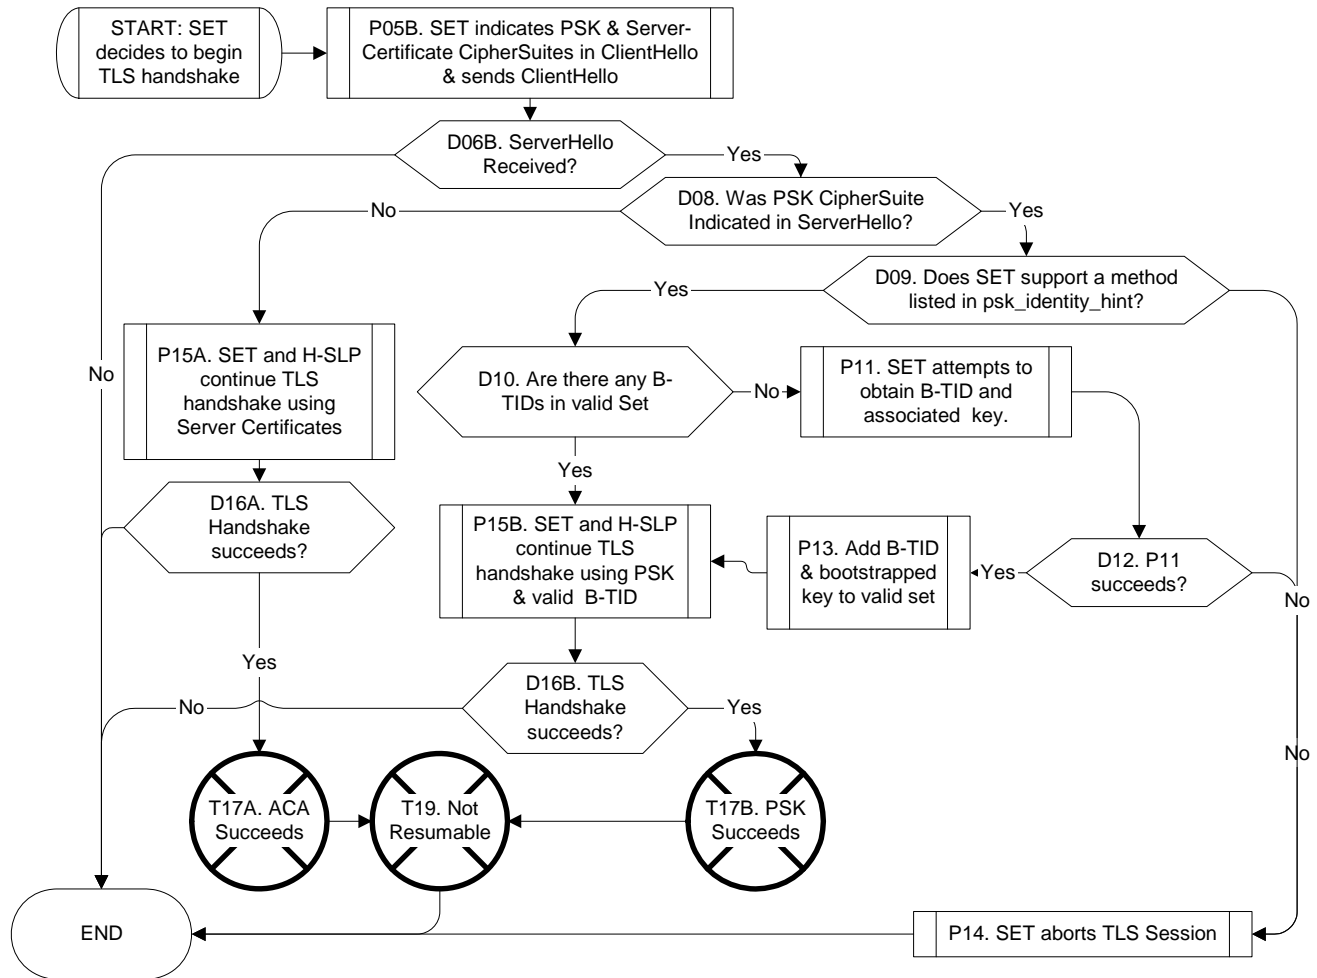 START: SET
decides to begin
TLS handshake
P05B. SET indicates PSK & Server-
Certificate CipherSuites in ClientHello
& sends ClientHello
D06B. ServerHello
Received?
Yes
D08. Was PSK CipherSuite
Indicated in ServerHello?
No
Yes
D09. Does SET support a method
listed in psk_identity_hint?
Yes
No
P15A. SET and H-SLP
continue TLS
handshake using
Server Certificates
D10. Are there any B-
TIDs in valid Set
No
P11. SET attempts to
obtain B-TID and
associated  key.
Yes
D16A. TLS
Handshake
succeeds?
P15B. SET and H-SLP
continue TLS
handshake using PSK
& valid  B-TID
P13. Add B-TID
& bootstrapped
key to valid set
Yes
D12. P11
succeeds?
No
Yes
D16B. TLS
Handshake
succeeds?
No
Yes
No
T17A. ACA
Succeeds
T19. Not
Resumable
T17B. PSK
Succeeds
END
P14. SET aborts TLS Session